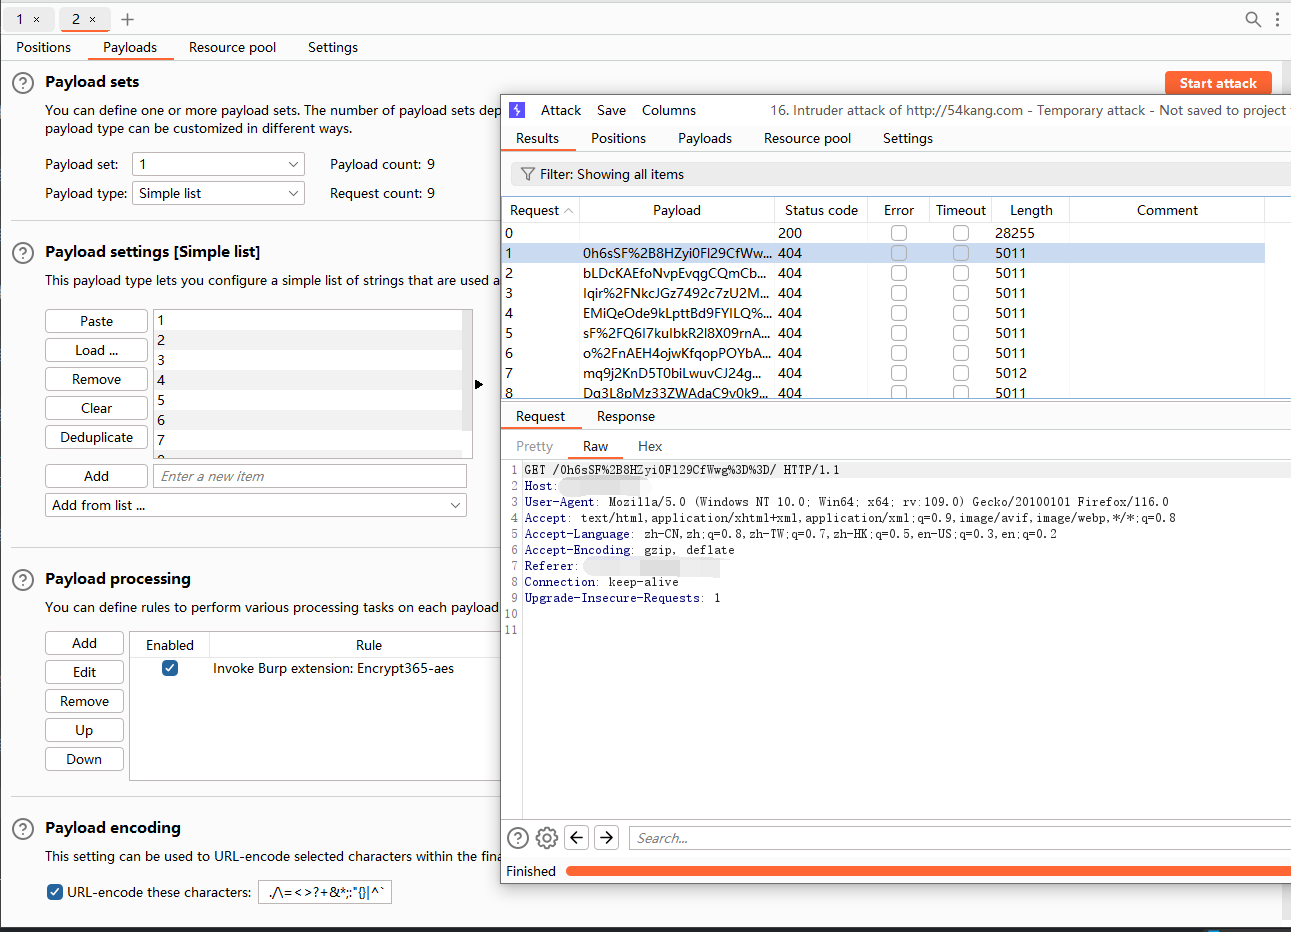 1 × 2 × +
Positions Payloads Resource pool Settings
Payload sets
Start attack
You can define one or more payload sets. The number of payload sets dep
payload type can be customized in different ways.
Payload set: 1 Payload count: 9
Payload type: Simple list Request count: 9
Payload settings [Simple list]
This payload type lets you configure a simple list of strings that are used a
Paste
Load ...
Remove
Clear
Deduplicate
1
2
3
4
5
6
7
Add Enter a new item
Add from list ...
Payload processing
You can define rules to perform various processing tasks on each payload
Add
Edit
Remove
Up
Down
Enabled Rule
Invoke Burp extension: Encrypt365-aes
Payload encoding
This setting can be used to URL-encode selected characters within the fina
URL-encode these characters: ./\=<>?+&*;:"{}|^`
Attack Save Columns 16. Intruder attack of http://54kang.com - Temporary attack - Not saved to project
Results Positions Payloads Resource pool Settings
Filter: Showing all items
Request Payload Status code Error Timeout Length Comment
0 200 28255
1 0h6sSF%2B8HZyi0Fl29CfWw... 404 5011
2 bLDcKAEfoNvpEvqgCQmCb... 404 5011
3 Iqir%2FNkcJGz7492c7zU2M... 404 5011
4 EMiQeOde9kLpttBd9FYILQ%... 404 5011
5 sF%2FQ6I7kuIbkR2l8X09rnA... 404 5011
6 o%2FnAEH4ojwKfqopPOYbA... 404 5011
7 mq9j2KnD5T0biLwuvCJ24g... 404 5012
8 Dq3L8pMz33ZWAdaC9v0k9... 404 5011
Request Response
Pretty Raw Hex
1 GET /0h6sSF%2B8HZyi0Fl29CfWwg%3D%3D/ HTTP/1.1
2 Host:
3 User-Agent: Mozilla/5.0 (Windows NT 10.0; Win64; x64; rv:109.0) Gecko/20100101 Firefox/116.0
4 Accept: text/html,application/xhtml+xml,application/xml;q=0.9,image/avif,image/webp,*/*;q=0.8
5 Accept-Language: zh-CN,zh;q=0.8,zh-TW;q=0.7,zh-HK;q=0.5,en-US;q=0.3,en;q=0.2
6 Accept-Encoding: gzip, deflate
7 Referer:
8 Connection: keep-alive
9 Upgrade-Insecure-Requests: 1
10
11
Search...
Finished